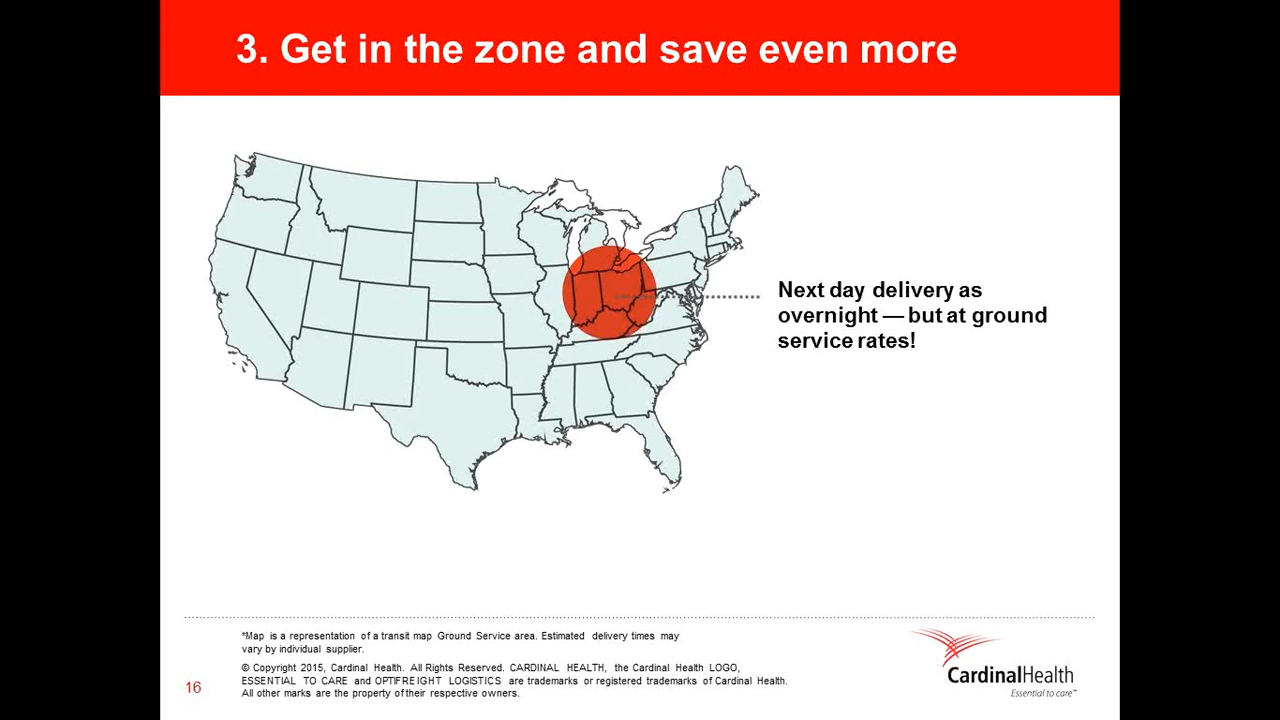 3. Get in the zone and save even more
Next day delivery as
overnight — but at ground
service rates!
*Map is a representation of a transit map Ground Service area. Estimated delivery times may
vary by individual supplier.
© Copyright 2015, Cardinal Health. All Rights Reserved. CARDINAL HEALTH, the Cardinal Health LOGO,
ESSENTIAL TO CARE and OPTIFREIGHT LOGISTICS are trademarks or registered trademarks of Cardinal Health.
All other marks are the property of their respective owners.
16
CardinalHealth
Essential to care™